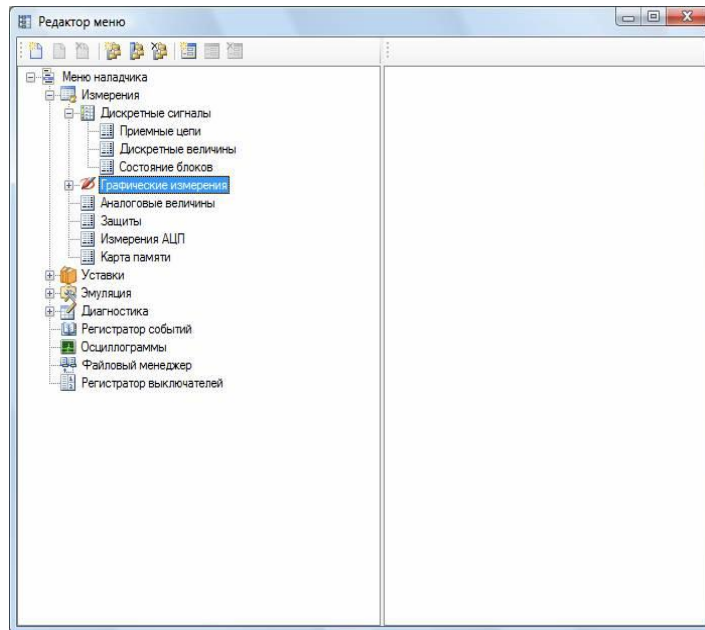 Редактор меню
Меню наладчика
Измерения
Дискретные сигналы
Приемные цепи
Дискретные величины
Состояние блоков
Графические измерения
Аналоговые величины
Защиты
Измерения АЦП
Карта памяти
Уставки
Эмуляция
Диагностика
Регистратор событий
Осциллограммы
Файловый менеджер
Регистратор выключателей